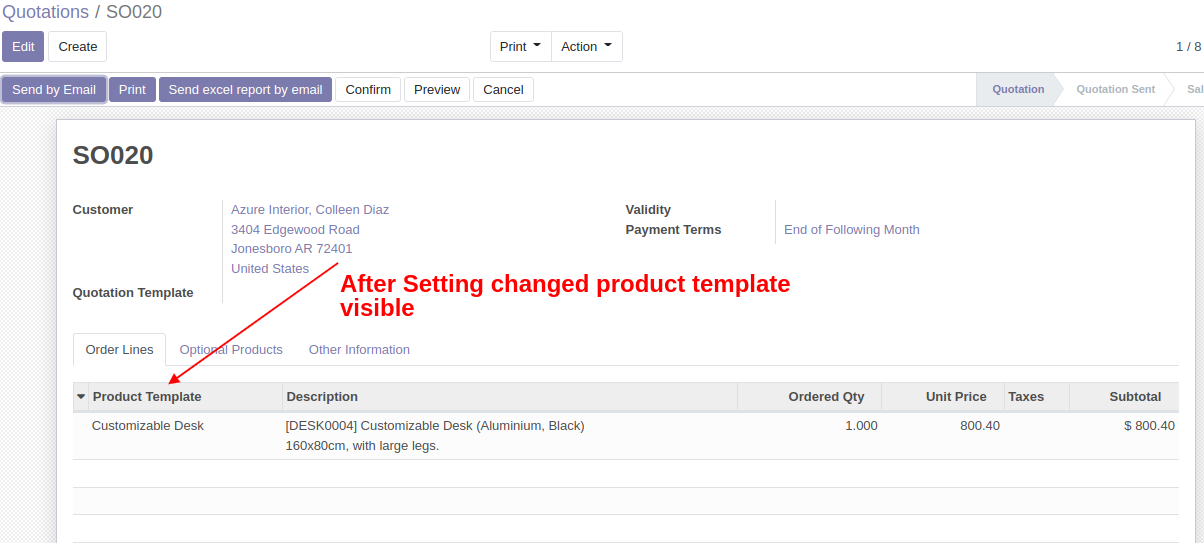 Quotations / SO020
Edit Create Print Action 1 / 8
Send by Email Print Send excel report by email Confirm Preview Cancel Quotation Quotation Sent Sal
SO020
Customer Azure Interior, Colleen Diaz Validity
3404 Edgewood Road Payment Terms End of Following Month
Jonesboro AR 72401
United States
After Setting changed product template
visible
Quotation Template
Order Lines Optional Products Other Information
Product Template Description Ordered Qty Unit Price Taxes Subtotal
Customizable Desk [DESK0004] Customizable Desk (Aluminium, Black) 1.000 800.40 $ 800.40
160x80cm, with large legs.